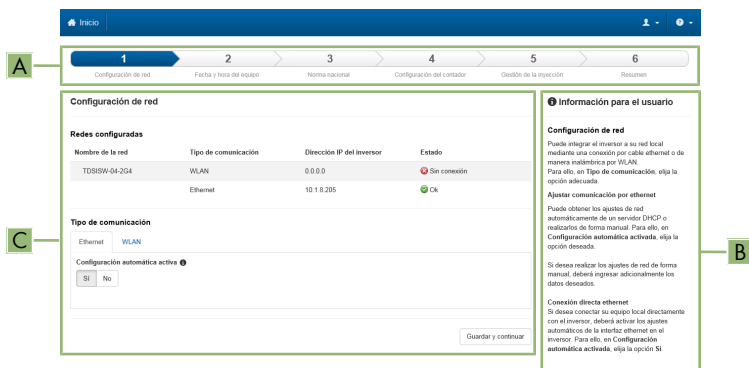 Inicio
A
1 2 3 4 5 6
Configuración de red Fecha y hora del equipo Norma nacional Configuración del contador Gestión de la inyección Resumen
Configuración de red
Redes configuradas
Nombre de la red Tipo de comunicación Dirección IP del inversor Estado
TDSISW-04-2G4 WLAN 0.0.0.0 Sin conexión
Ethernet 10.1.8.205 Ok
C
Tipo de comunicación
Ethernet WLAN
Configuración automática activa
Sí No
Guardar y continuar
Información para el usuario
Configuración de red
Puede integrar el inversor a su red local
mediante una conexión por cable ethernet o de
manera inalámbrica por WLAN.
Para ello, en Tipo de comunicación, elija la
opción adecuada.
Ajustar comunicación por ethernet
Puede obtener los ajustes de red
automáticamente de un servidor DHCP o
realizarlos de forma manual. Para ello, en
Configuración automática activada, elija la
opción deseada.
B
Si desea realizar los ajustes de red de forma
manual, deberá ingresar adicionalmente los
datos deseados.
Conexión directa ethernet
Si desea conectar su equipo local directamente
con el inversor, deberá activar los ajustes
automáticos de la interfaz ethernet en el
inversor. Para ello, en Configuración
automática activada, elija la opción Sí.